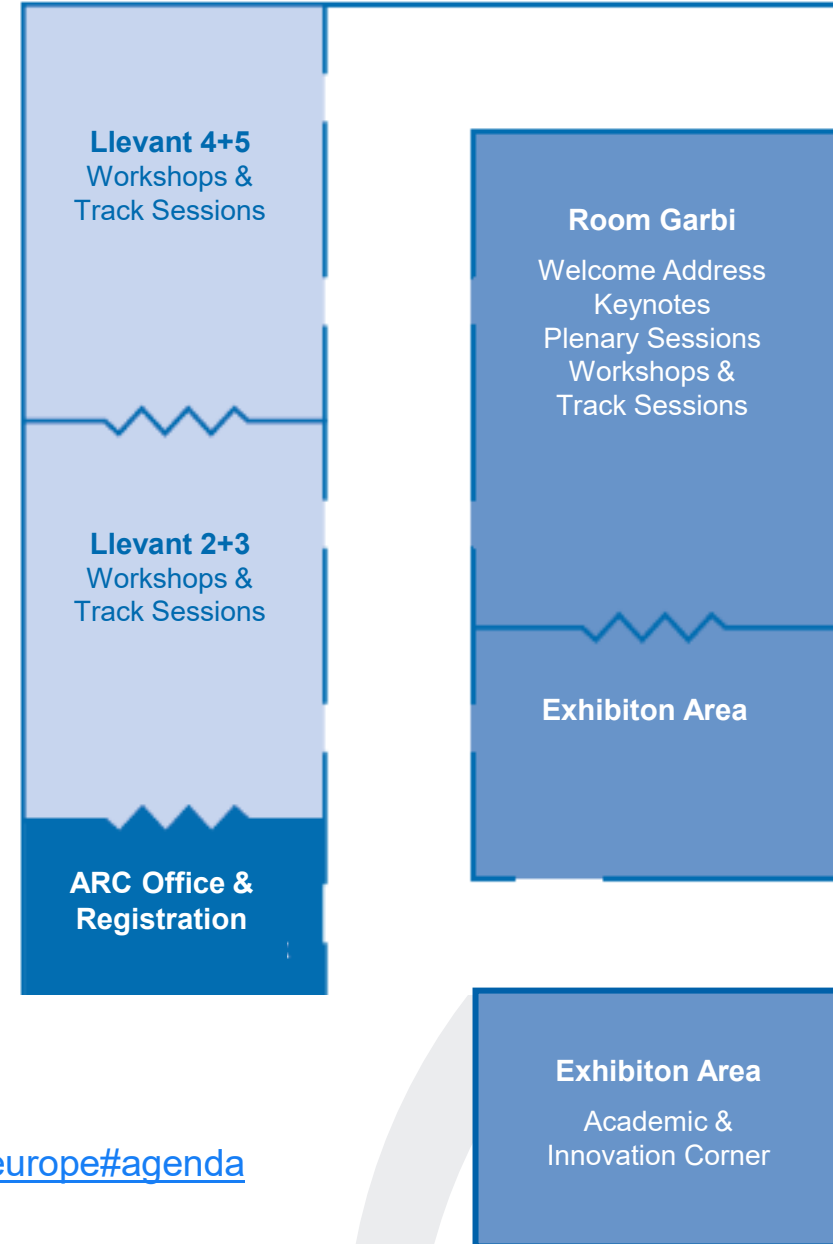 Llevant 4+5
Workshops &
Track Sessions
Llevant 2+3
Workshops &
Track Sessions
ARC Office &
Registration
Room Garbi
Welcome Address
Keynotes
Plenary Sessions
Workshops &
Track Sessions
Exhibiton Area
Exhibiton Area
Academic &
Innovation Corner
europe#agenda